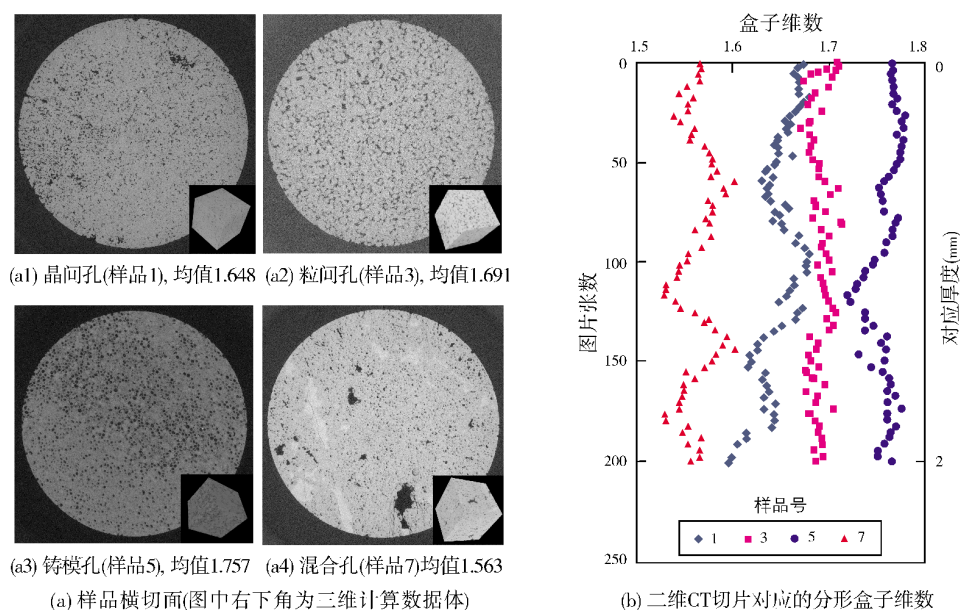 (a1) 晶间孔(样品1), 均值1.648
(a2) 粒间孔(样品3), 均值1.691
(a3) 铸模孔(样品5), 均值1.757
(a4) 混合孔(样品7)均值1.563
(a) 样品横切面(图中右下角为三维计算数据体)
盒子维数
1.5 1.6 1.7 1.8
0
50
100
150
200
250
图片张数
0
2
对应厚度(mm)
样品号
1 3 5 7
(b) 二维CT切片对应的分形盒子维数